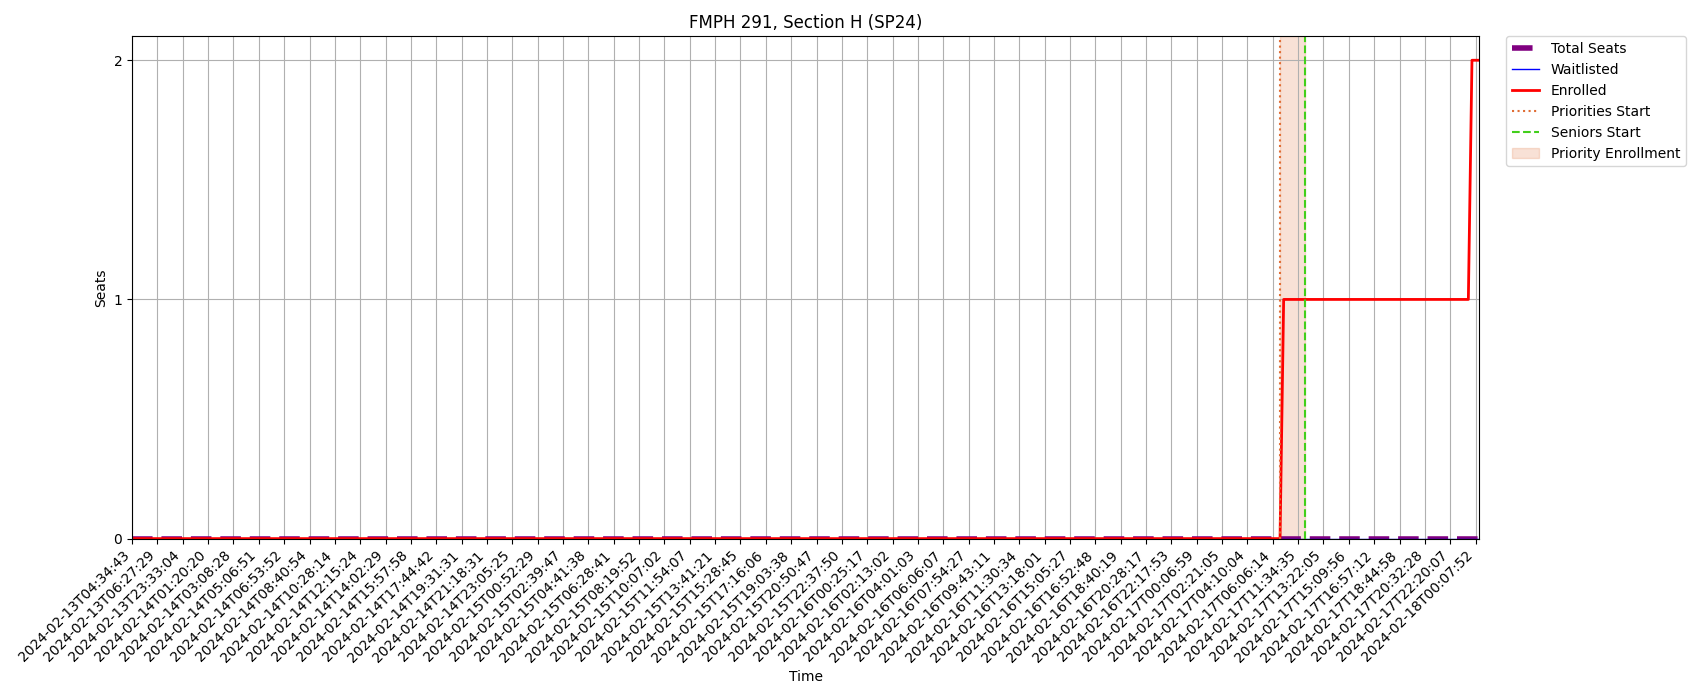 FMPH 291, Section H (SP24)
Total Seats
Waitlisted
Enrolled
Priorities Start
Seniors Start
Priority Enrollment
Seats
2
1
0
2024-02-13T04:34:43
2024-02-13T06:27:29
2024-02-13T23:33:04
2024-02-14T01:20:20
2024-02-14T03:08:28
2024-02-14T05:06:51
2024-02-14T06:53:52
2024-02-14T08:40:54
2024-02-14T10:28:14
2024-02-14T12:15:24
2024-02-14T14:02:29
2024-02-14T15:57:58
2024-02-14T17:44:42
2024-02-14T19:31:31
2024-02-14T21:18:31
2024-02-14T23:05:25
2024-02-15T00:52:29
2024-02-15T02:39:47
2024-02-15T04:41:38
2024-02-15T06:28:41
2024-02-15T08:19:52
2024-02-15T10:07:02
2024-02-15T11:54:07
2024-02-15T13:41:21
2024-02-15T15:28:45
2024-02-15T17:16:06
2024-02-15T19:03:38
2024-02-15T20:50:47
2024-02-15T22:37:50
2024-02-16T00:25:17
2024-02-16T02:13:02
2024-02-16T04:01:03
2024-02-16T06:06:07
2024-02-16T07:54:27
2024-02-16T09:43:11
2024-02-16T11:30:34
2024-02-16T13:18:01
2024-02-16T15:05:27
2024-02-16T16:52:48
2024-02-16T18:40:19
2024-02-16T20:28:17
2024-02-16T22:17:53
2024-02-17T00:06:59
2024-02-17T02:21:05
2024-02-17T04:10:04
2024-02-17T06:06:14
2024-02-17T11:34:35
2024-02-17T13:22:05
2024-02-17T15:09:56
2024-02-17T16:57:12
2024-02-17T18:44:58
2024-02-17T20:32:28
2024-02-17T22:20:07
2024-02-18T00:07:52
Time